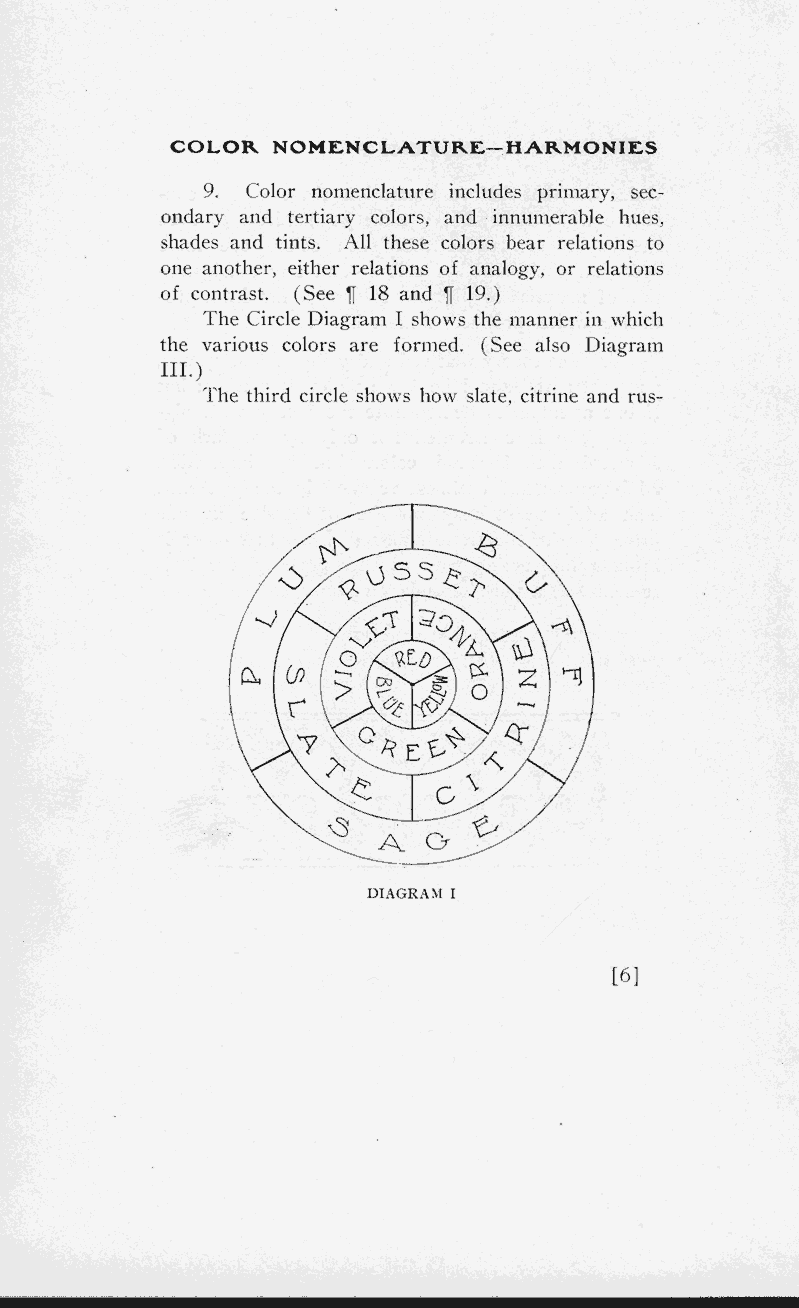 COLOR NOMENCLATURE—HARMONIES
9. Color nomenclature includes primary, sec-
ondary and tertiary colors, and innumerable hues,
shades and tints. All these colors bear relations to
one another, either relations of analogy, or relations
of contrast. (See ¶ 18 and ¶ 19.)
The Circle Diagram I shows the manner in which
the various colors are formed. (See also Diagram
III.)
The third circle shows how slate, citrine and rus-
PLUM
BUFF
RUSSET
VIOLET
ORANGE
RED
BLUE
YELLOW
SLATE
CITRINE
GREEN
SAGE
DIAGRAM I
[6]